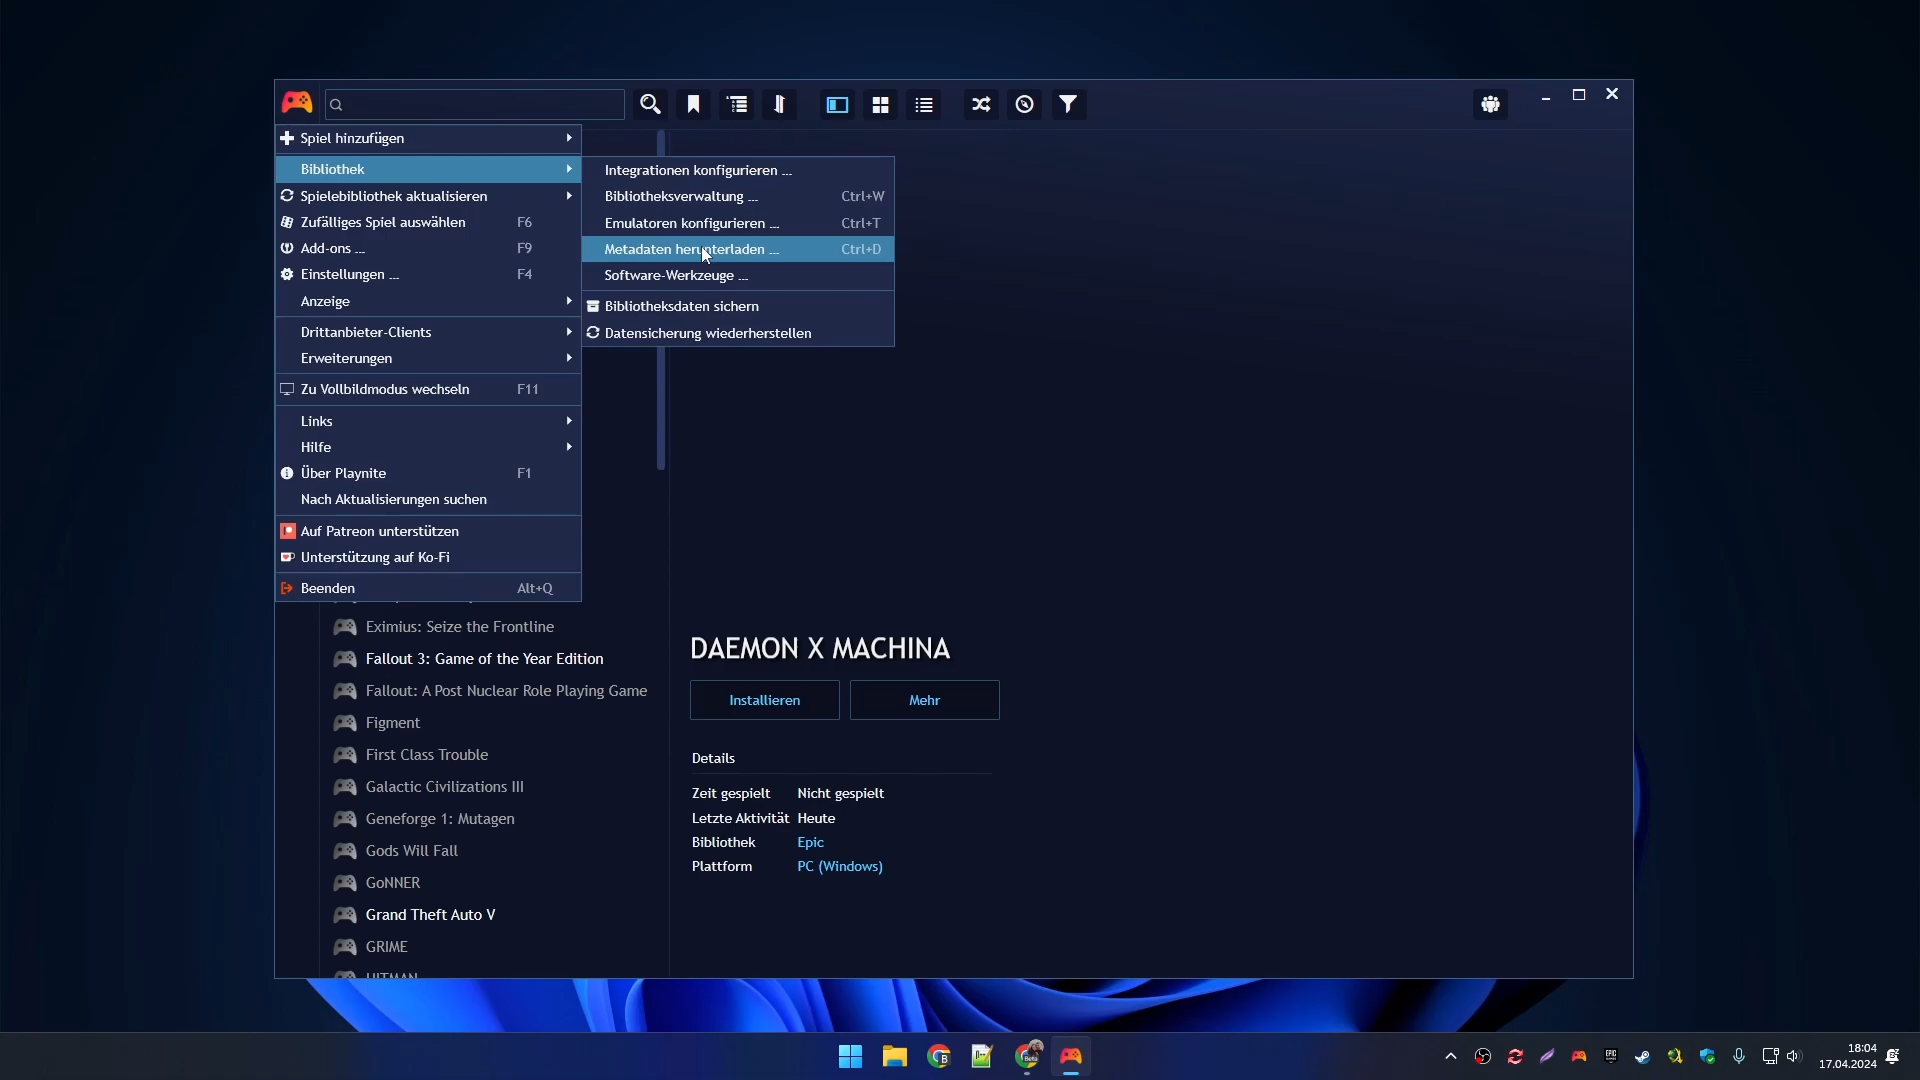 Spiel hinzufügen
Bibliothek
Spielebibliothek aktualisieren
Zufälliges Spiel auswählen F6
Add-ons ... F9
Einstellungen ... F4
Anzeige
Drittanbieter-Clients
Erweiterungen
Zu Vollbildmodus wechseln F11
Links
Hilfe
Über Playnite F1
Nach Aktualisierungen suchen
Auf Patreon unterstützen
Unterstützung auf Ko-Fi
Beenden Alt+Q
Integrationen konfigurieren ...
Bibliotheksverwaltung ... Ctrl+W
Emulatoren konfigurieren ... Ctrl+T
Metadaten herunterladen ... Ctrl+D
Software-Werkzeuge ...
Bibliotheksdaten sichern
Datensicherung wiederherstellen
Eximius: Seize the Frontline
Fallout 3: Game of the Year Edition
Fallout: A Post Nuclear Role Playing Game
Figment
First Class Trouble
Galactic Civilizations III
Geneforge 1: Mutagen
Gods Will Fall
GoNNER
Grand Theft Auto V
GRIME
HITMAN
DAEMON X MACHINA
Installieren
Mehr
Details
Zeit gespielt Nicht gespielt
Letzte Aktivität Heute
Bibliothek Epic
Plattform PC (Windows)
Beta
EPIC
18:04
17.04.2024